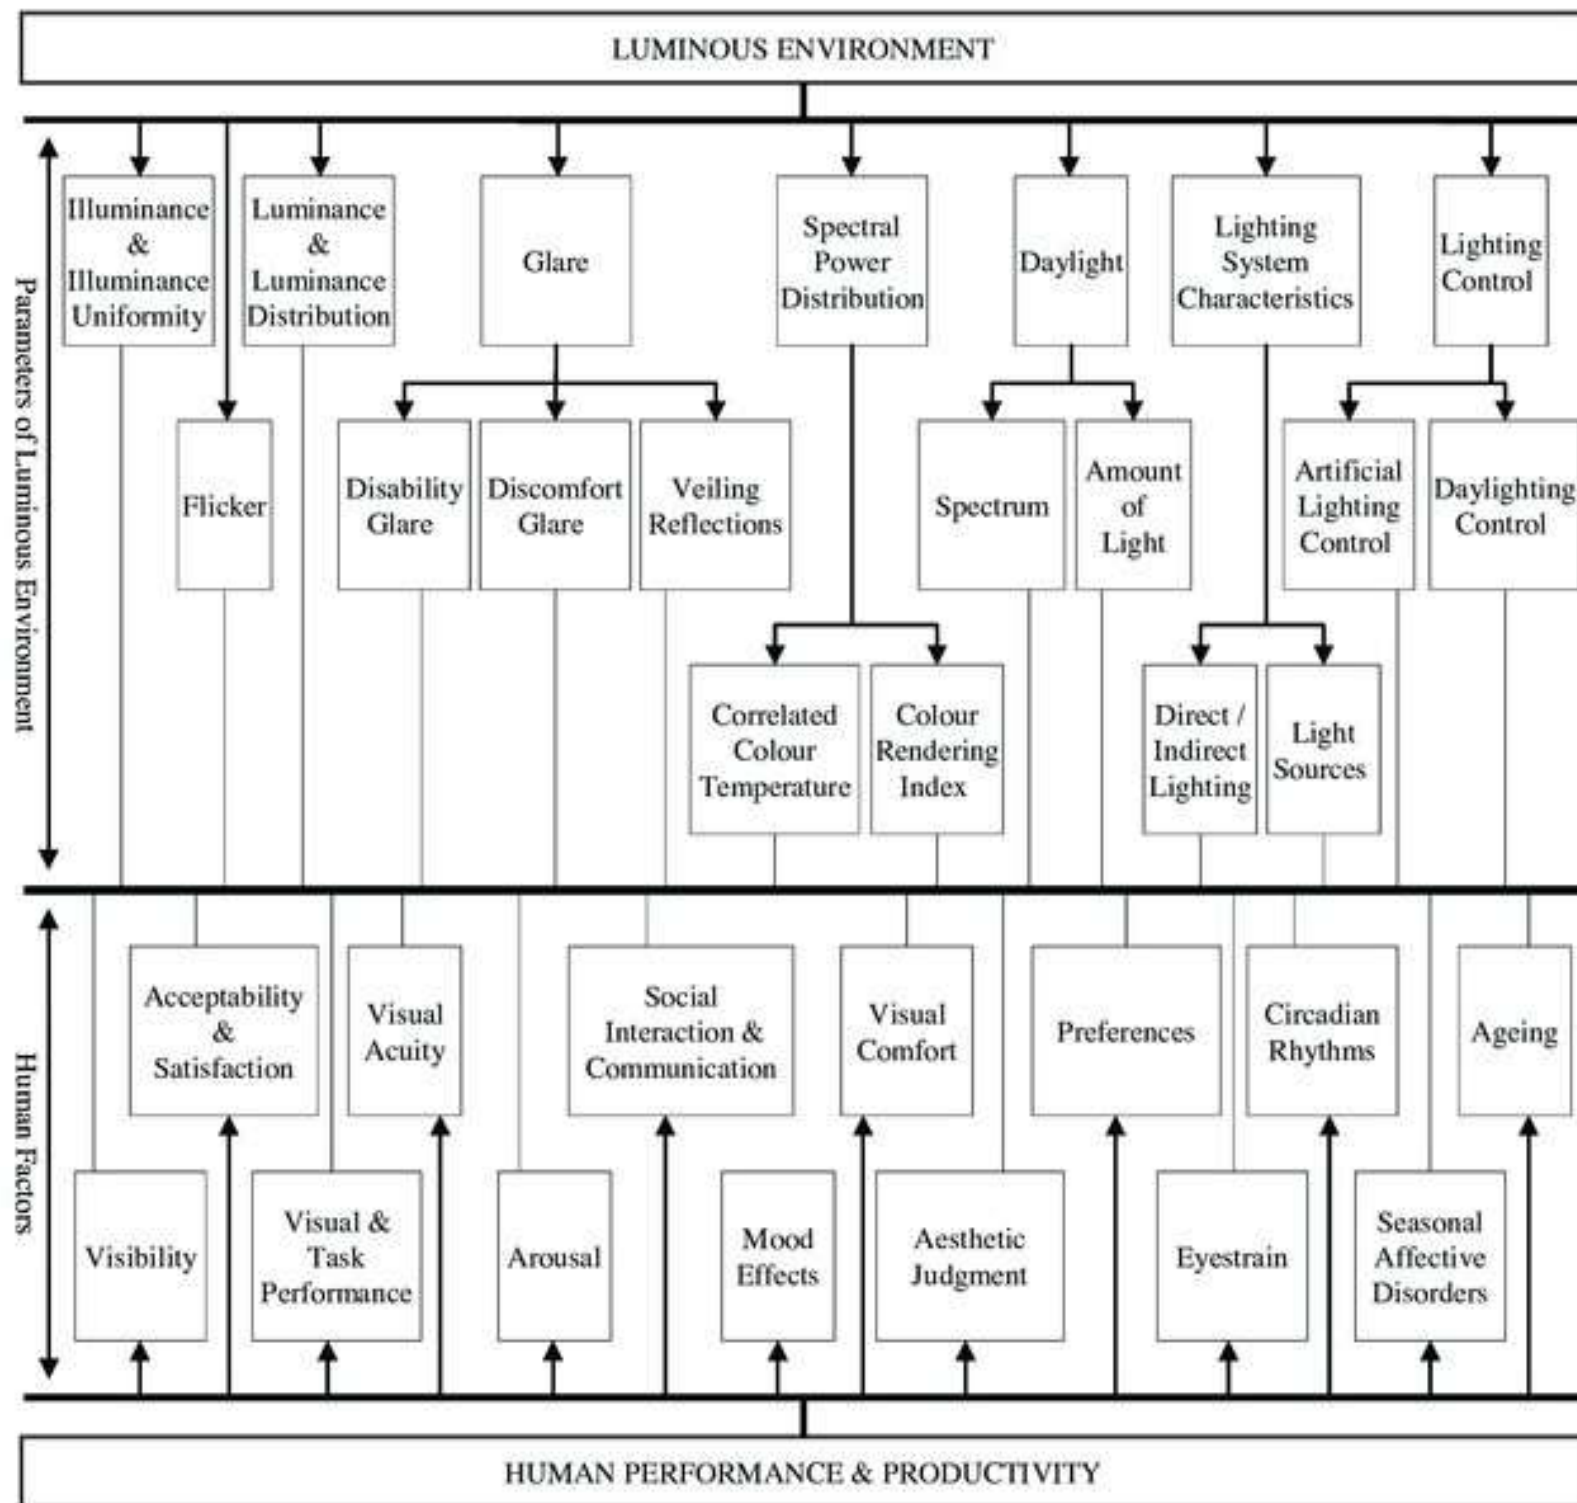 LUMINOUS ENVIRONMENT
Parameters of Luminous Environment
Illuminance
&
Illuminance
Uniformity
Luminance
&
Luminance
Distribution
Glare
Spectral
Power
Distribution
Daylight
Lighting
System
Characteristics
Lighting
Control
Flicker
Disability
Glare
Discomfort
Glare
Veiling
Reflections
Spectrum
Amount
of
Light
Artificial
Lighting
Control
Daylighting
Control
Correlated
Colour
Temperature
Colour
Rendering
Index
Direct /
Indirect
Lighting
Light
Sources
Human Factors
Acceptability
&
Satisfaction
Visual
Acuity
Social
Interaction &
Communication
Visual
Comfort
Preferences
Circadian
Rhythms
Ageing
Visibility
Visual &
Task
Performance
Arousal
Mood
Effects
Aesthetic
Judgment
Eyestrain
Seasonal
Affective
Disorders
HUMAN PERFORMANCE & PRODUCTIVITY